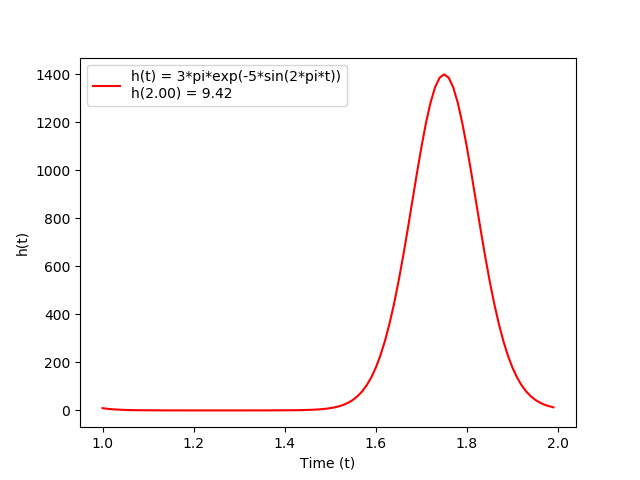 h(t) = 3*pi*exp(-5*sin(2*pi*t))
h(2.00) = 9.42
1400
1200
1000
800
600
400
200
0
h(t)
1.0 1.2 1.4 1.6 1.8 2.0
Time (t)